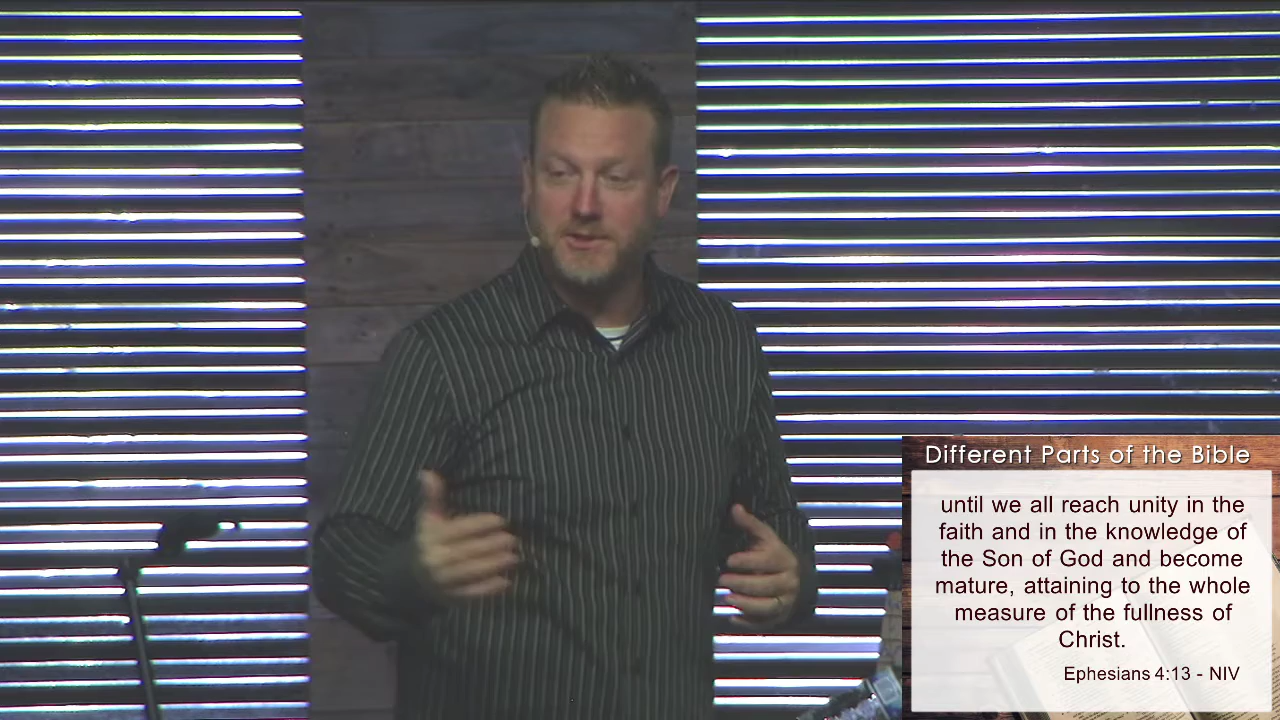 Different Parts of the Bible
until we all reach unity in the
faith and in the knowledge of
the Son of God and become
mature, attaining to the whole
measure of the fullness of
Christ.
Ephesians 4:13 - NIV